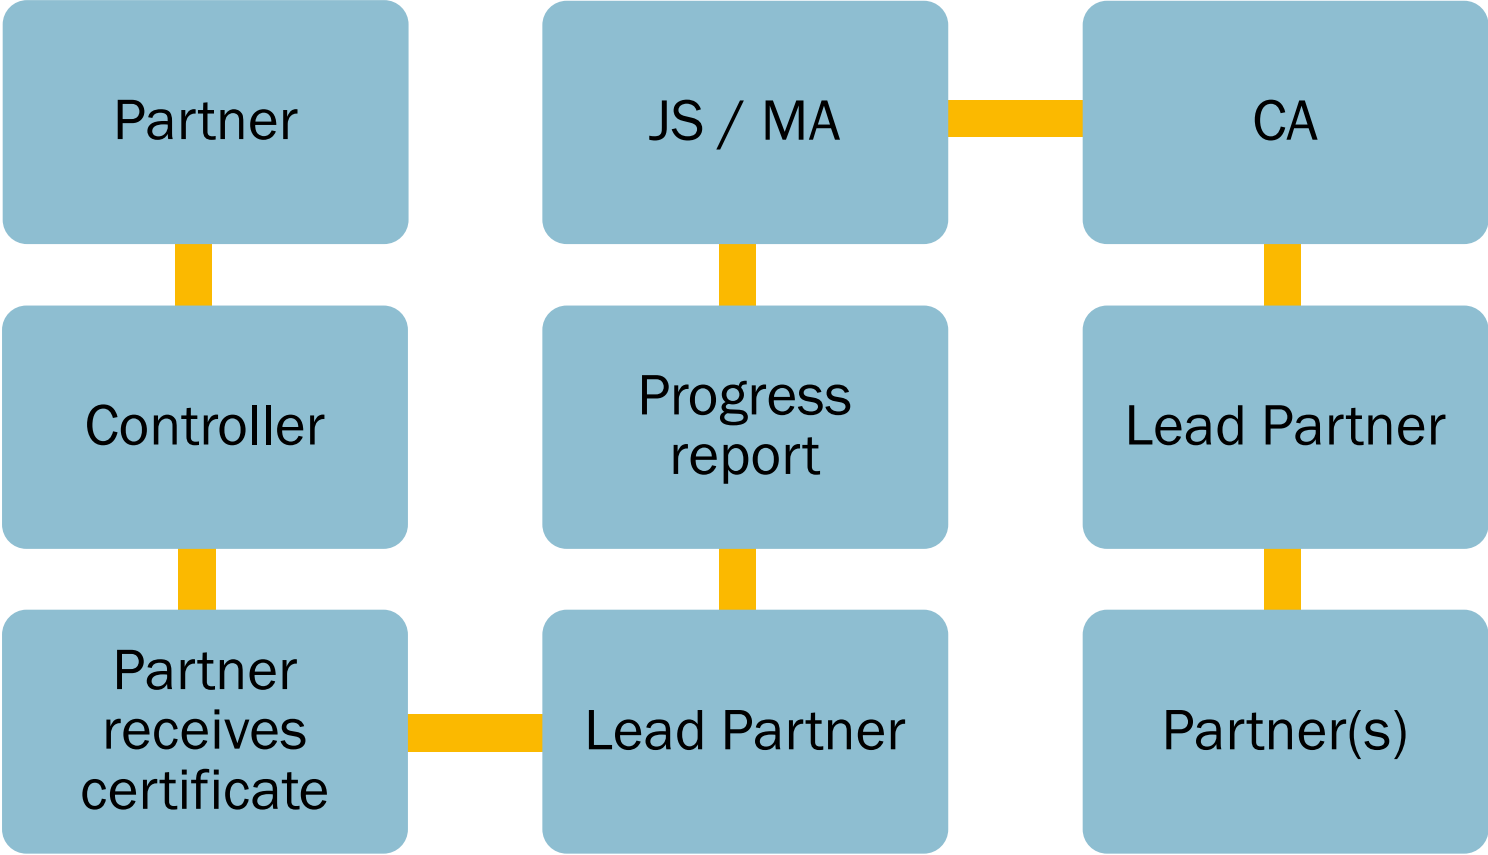 Partner
Controller
Partner
receives
certificate
Lead Partner
Progress
report
JS / MA
CA
Lead Partner
Partner(s)